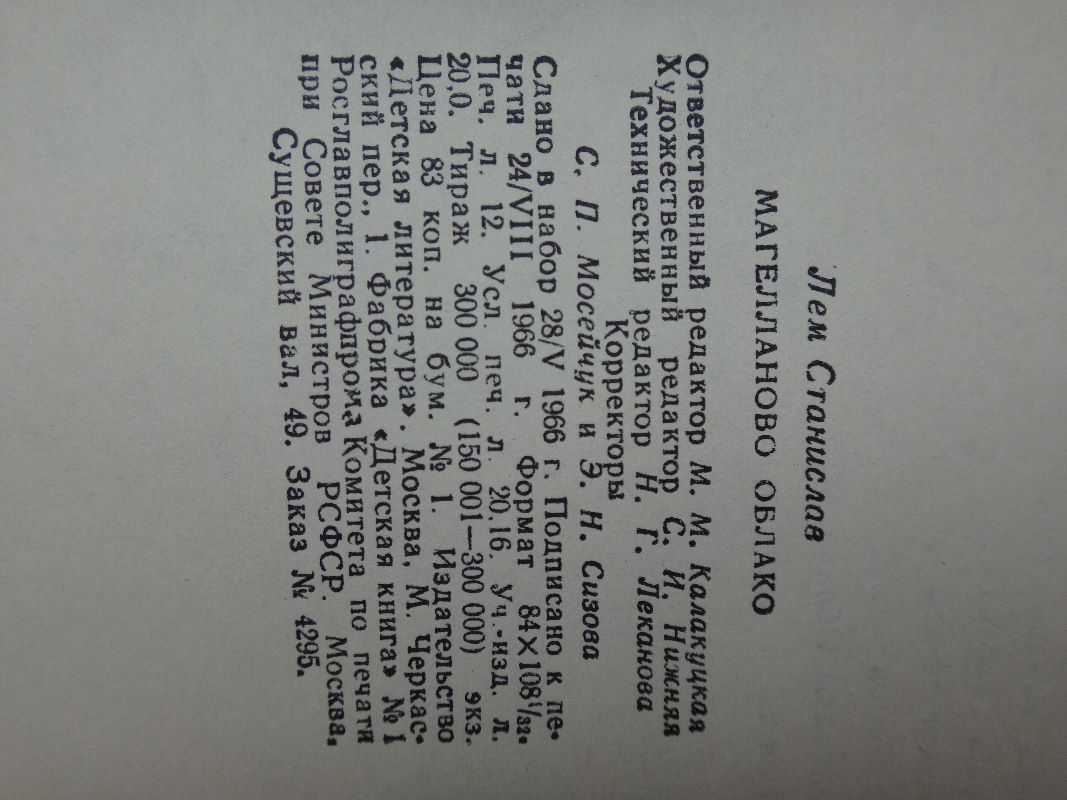 Лем Станислав
МАГЕЛЛАНОВО ОБЛАКО
Ответственный редактор М. М. Калакуцкая
Художественный редактор С. И. Нижняя
Технический редактор Н. Г. Леканова
Корректоры
С. П. Мосейчук и Э. Н. Сизова
Сдано в набор 28/V 1966 г. Подписано к пе-
чати 24/VIII 1966 г. Формат 84×108¹/₃₂.
Печ. л. 12. Усл. печ. л. 20,16. Уч.-изд. л.
20,0. Тираж 300 000 (150 001—300 000) экз.
Цена 83 коп. на бум. № 1. Издательство
«Детская литература». Москва, М. Черкас-
ский пер., 1. Фабрика «Детская книга» № 1
Росглавполиграфпрома Комитета по печати
при Совете Министров РСФСР. Москва,
Сущевский вал, 49. Заказ № 4295.